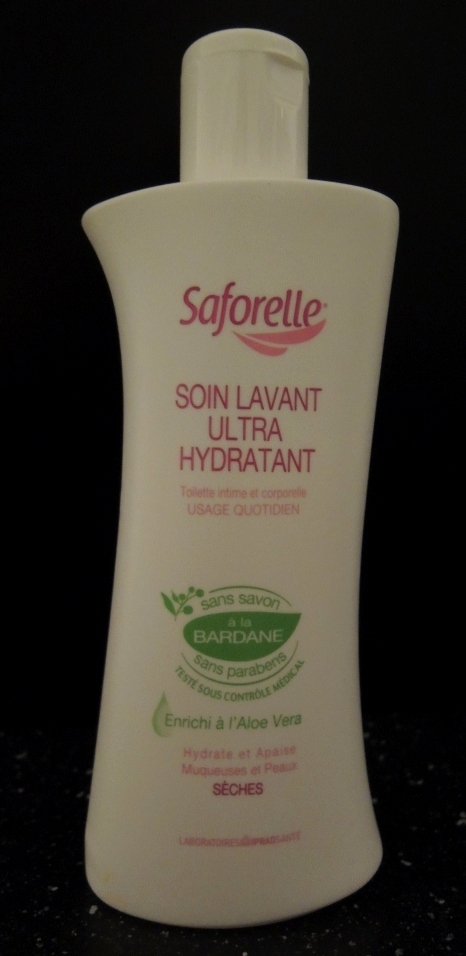 Saforelle®
SOIN LAVANT
ULTRA
HYDRATANT
Toilette intime et corporelle
USAGE QUOTIDIEN
sans savon
à la
BARDANE
sans parabens
TESTÉ SOUS CONTRÔLE MÉDICAL
Enrichi à l'Aloe Vera
Hydrate et Apaise
Muqueuses et Peaux
SÈCHES
LABORATOIRES